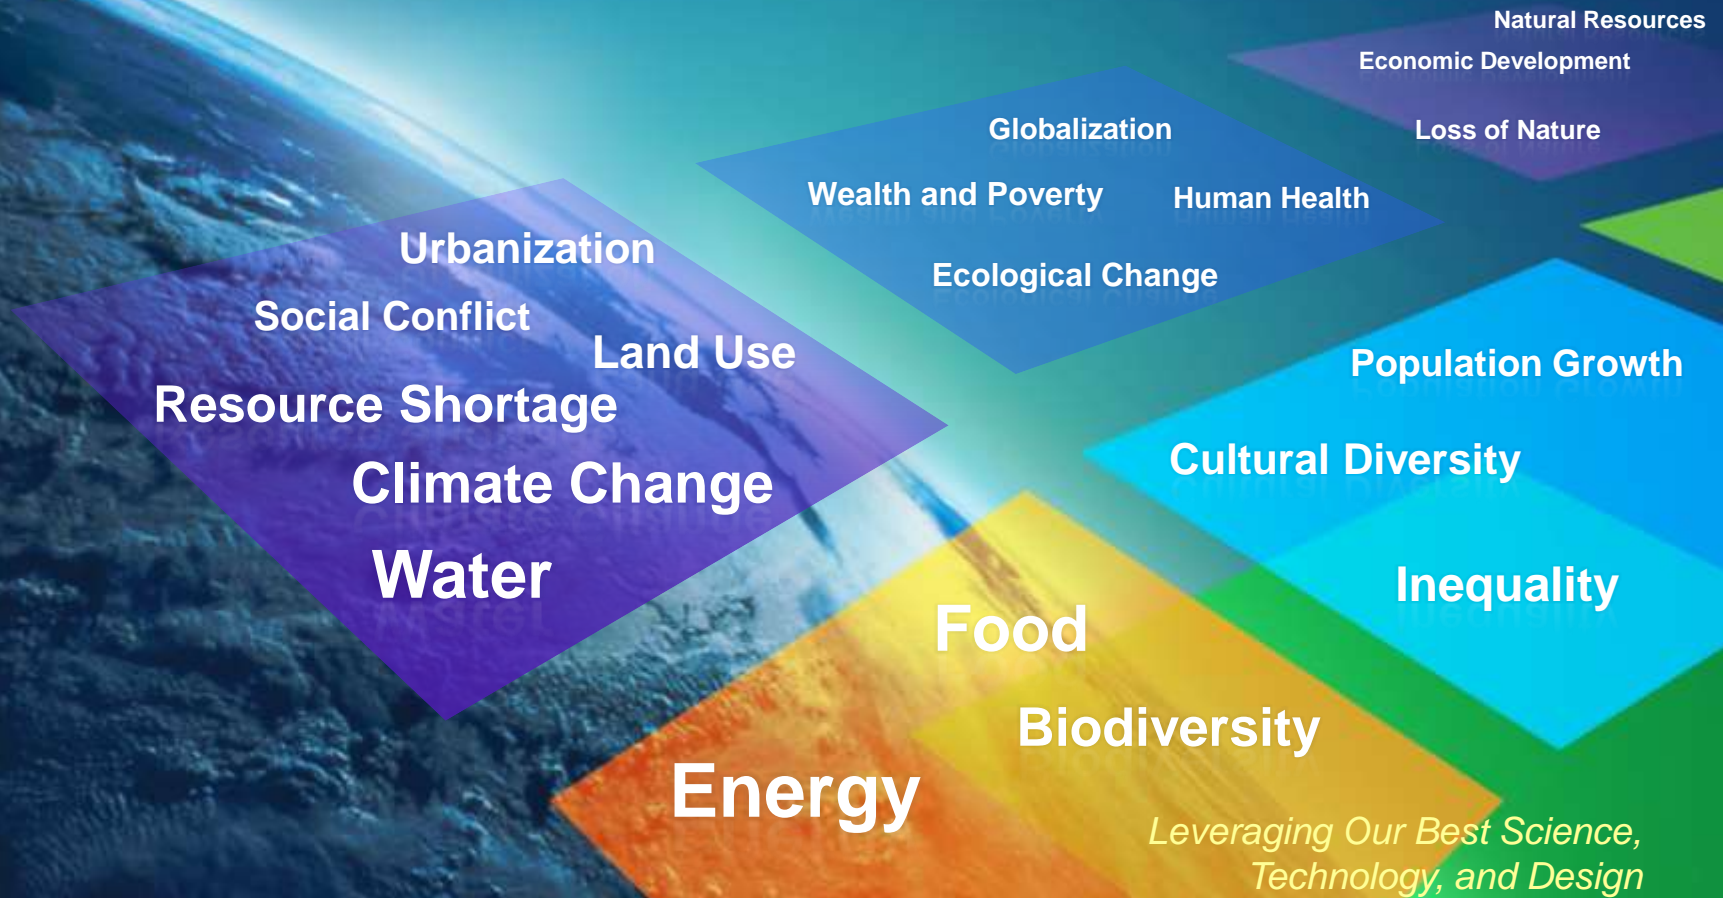 Natural Resources
Economic Development
Loss of Nature
Globalization
Wealth and Poverty
Human Health
Ecological Change
Urbanization
Social Conflict
Land Use
Resource Shortage
Climate Change
Water
Population Growth
Cultural Diversity
Inequality
Food
Biodiversity
Energy
Leveraging Our Best Science,
Technology, and Design